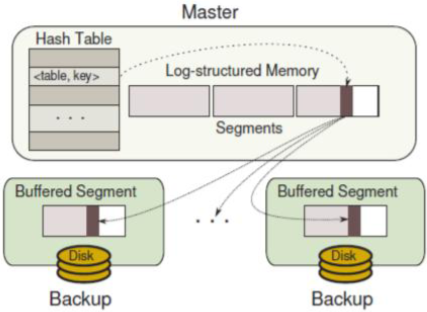 Master
Hash Table
<table, key>
. . .
Log-structured Memory
Segments
Buffered Segment
Disk
Backup
. . .
Buffered Segment
Disk
Backup